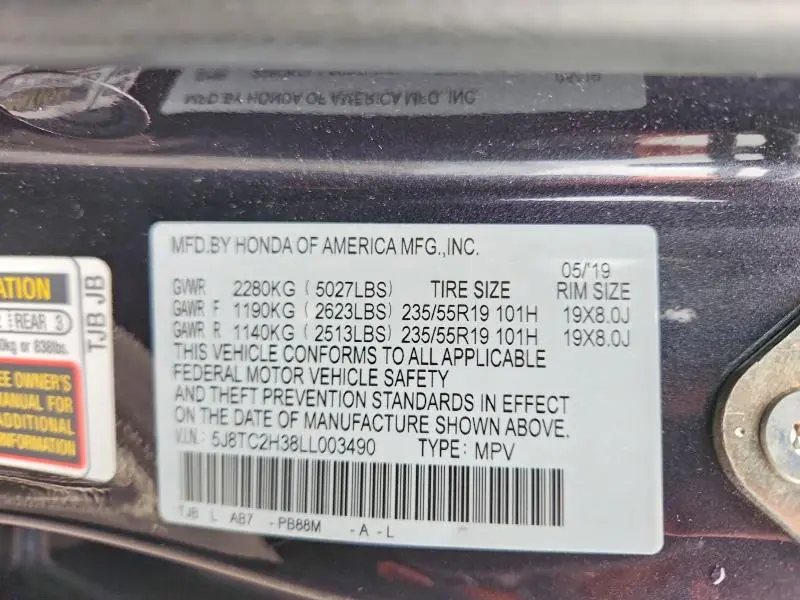 MFD.BY HONDA OF AMERICA MFG.,INC.
05/'19
GVWR 2280KG (5027LBS) TIRE SIZE RIM SIZE
GAWR F 1190KG (2623LBS) 235/55R19 101H 19X8.0J
GAWR R 1140KG (2513LBS) 235/55R19 101H 19X8.0J
THIS VEHICLE CONFORMS TO ALL APPLICABLE
FEDERAL MOTOR VEHICLE SAFETY
AND THEFT PREVENTION STANDARDS IN EFFECT
ON THE DATE OF MANUFACTURE SHOWN ABOVE.
V.I.N.: 5J8TC2H38LL003490 TYPE: MPV
TJB L AB7 -PB88M -A-L
REAR 3
kg or 838lbs.
OWNER'S
MANUAL FOR
ADDITIONAL
INFORMATION
TJB JB
MFD BY HONDA OF AMERICA MFG., INC.